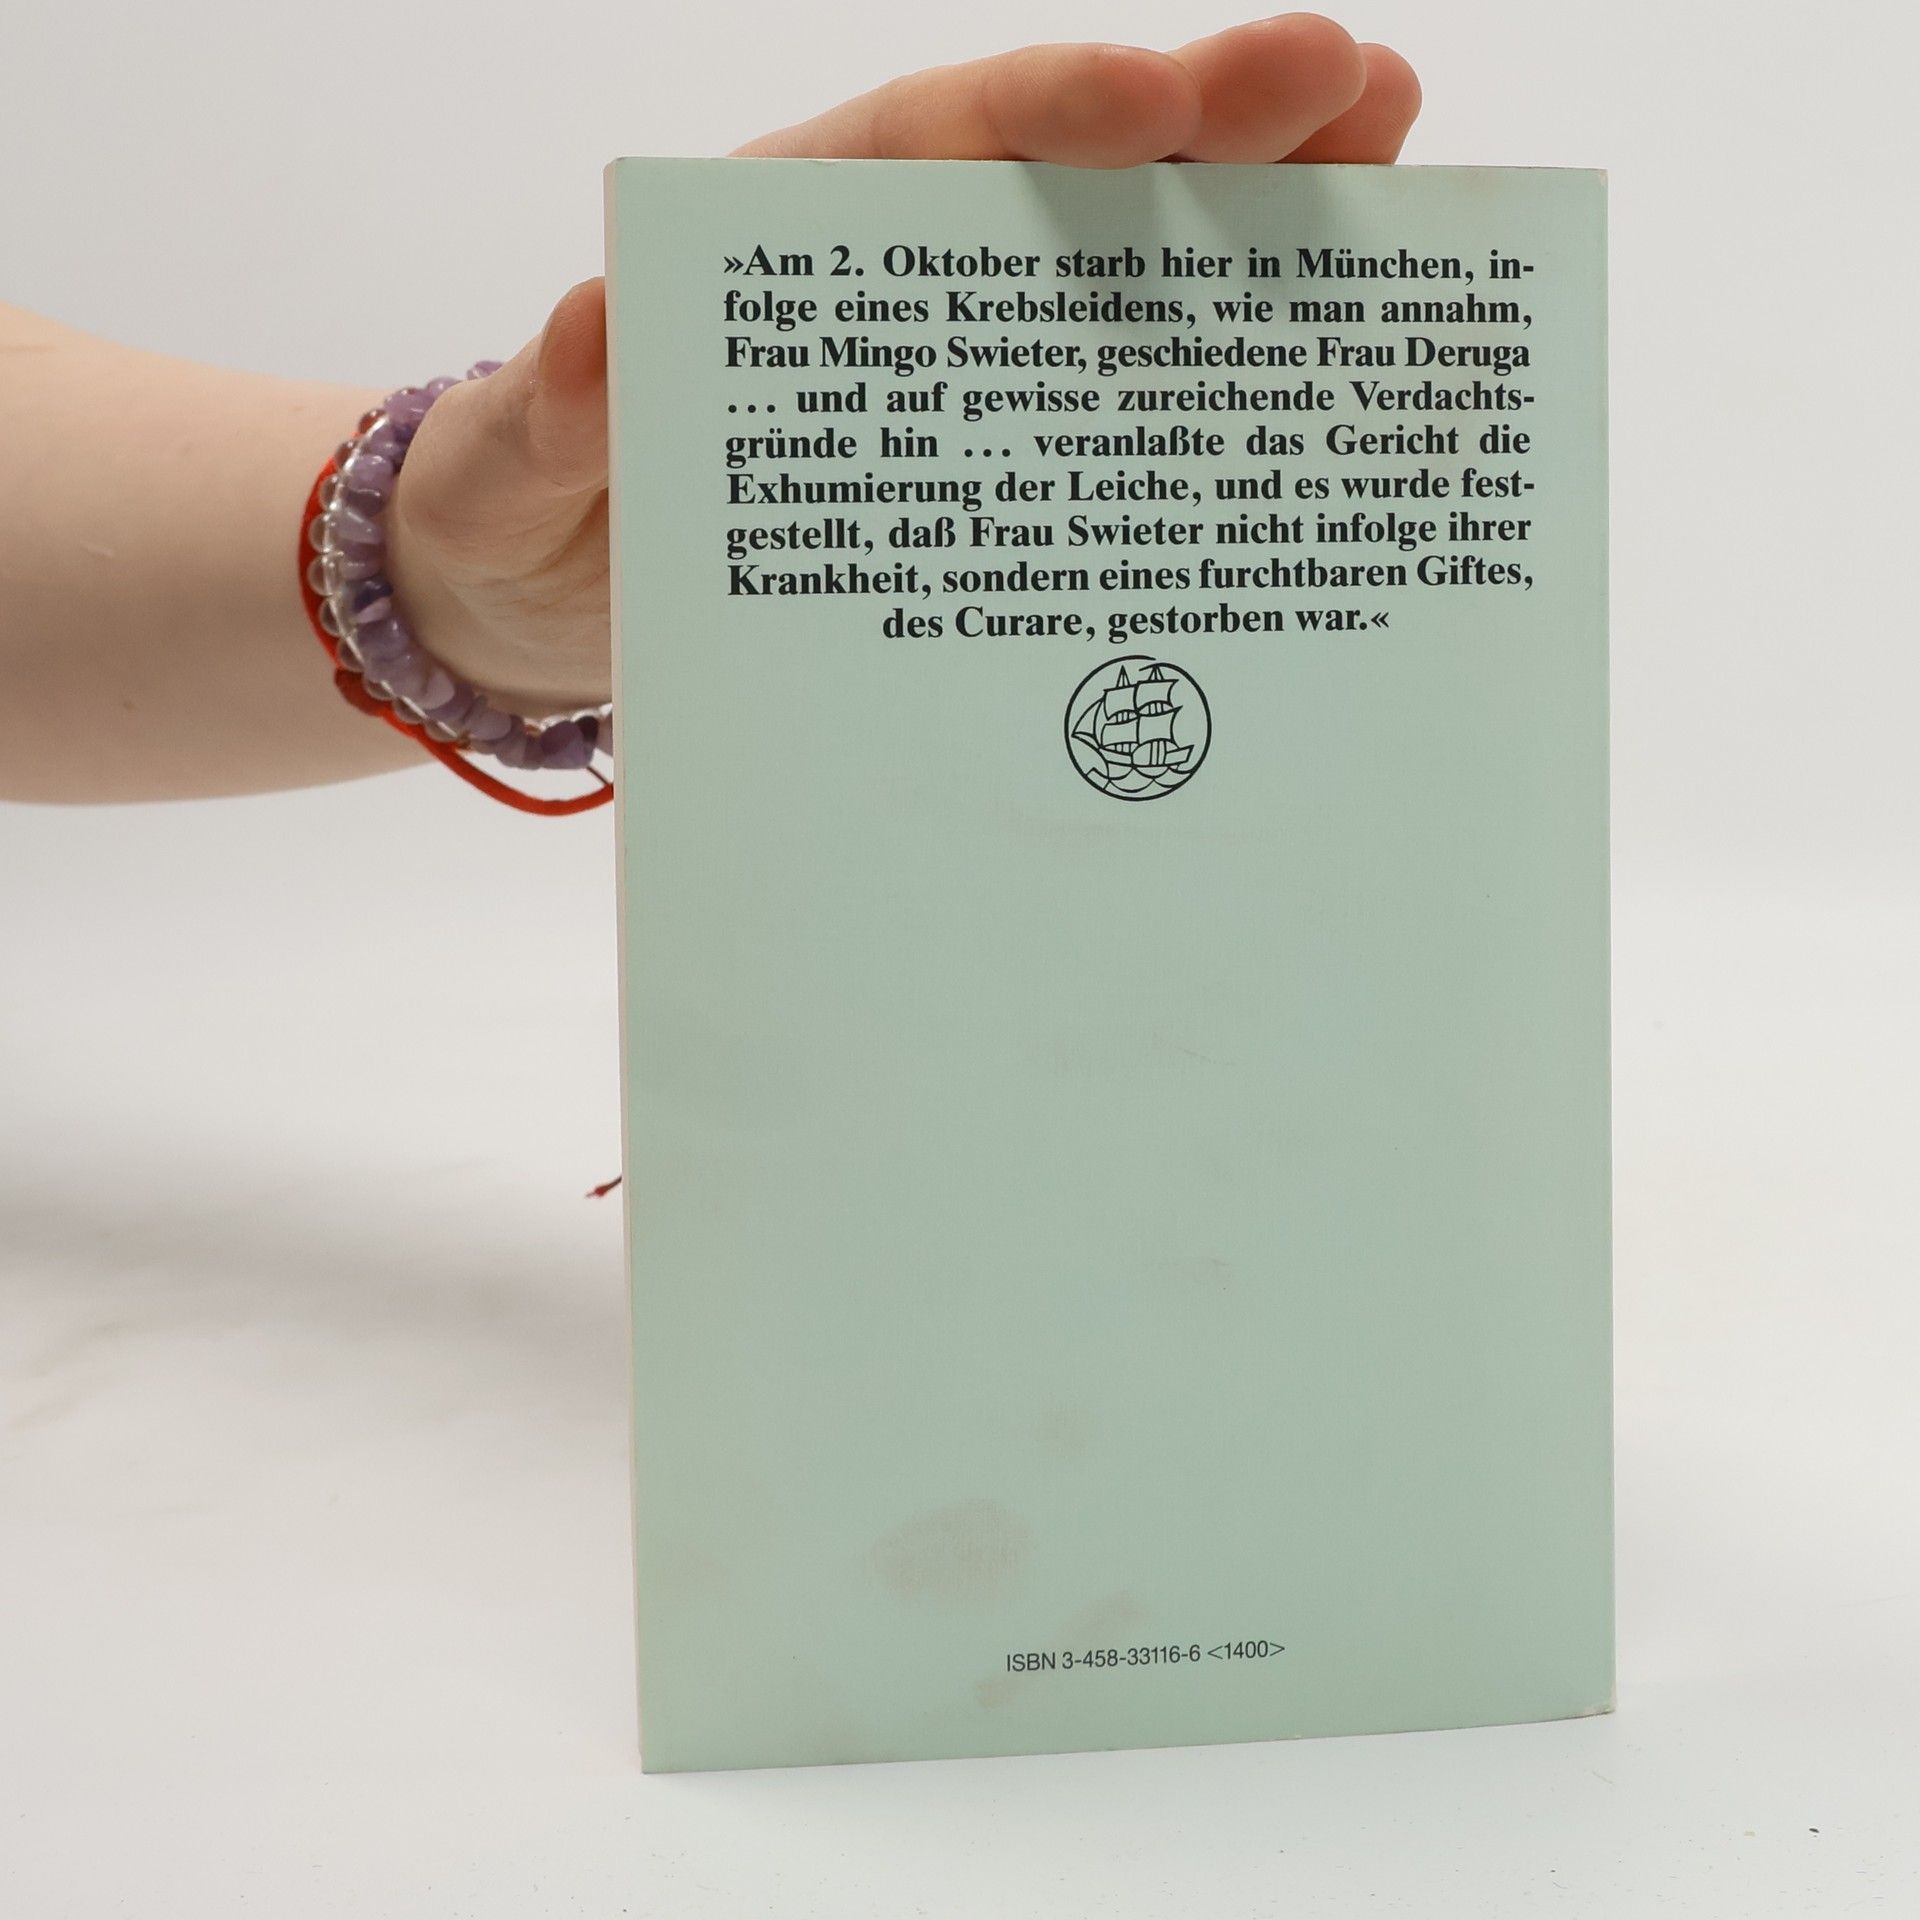 »Am 2. Oktober starb hier in München, in-
folge eines Krebsleidens, wie man annahm,
Frau Mingo Swieter, geschiedene Frau Deruga
... und auf gewisse zureichende Verdachts-
gründe hin ... veranlaßte das Gericht die
Exhumierung der Leiche, und es wurde fest-
gestellt, daß Frau Swieter nicht infolge ihrer
Krankheit, sondern eines furchtbaren Giftes,
des Curare, gestorben war.«
ISBN 3-458-33116-6 <1400>